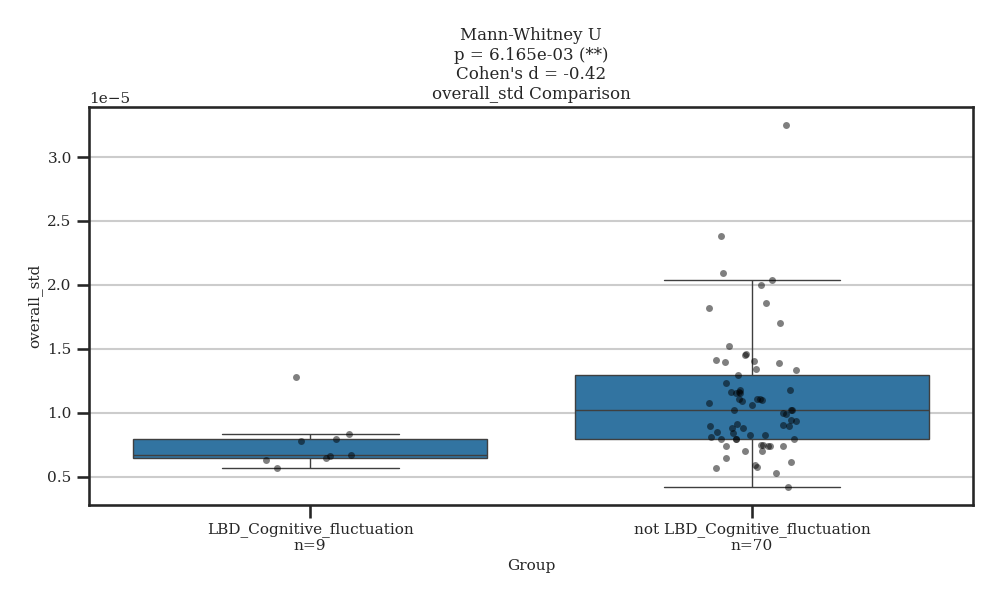 Mann-Whitney U
p = 6.165e-03 (**)
Cohen's d = -0.42
overall_std Comparison
1e−5
3.0
2.5
2.0
1.5
1.0
0.5
overall_std
LBD_Cognitive_fluctuation
n=9
not LBD_Cognitive_fluctuation
n=70
Group